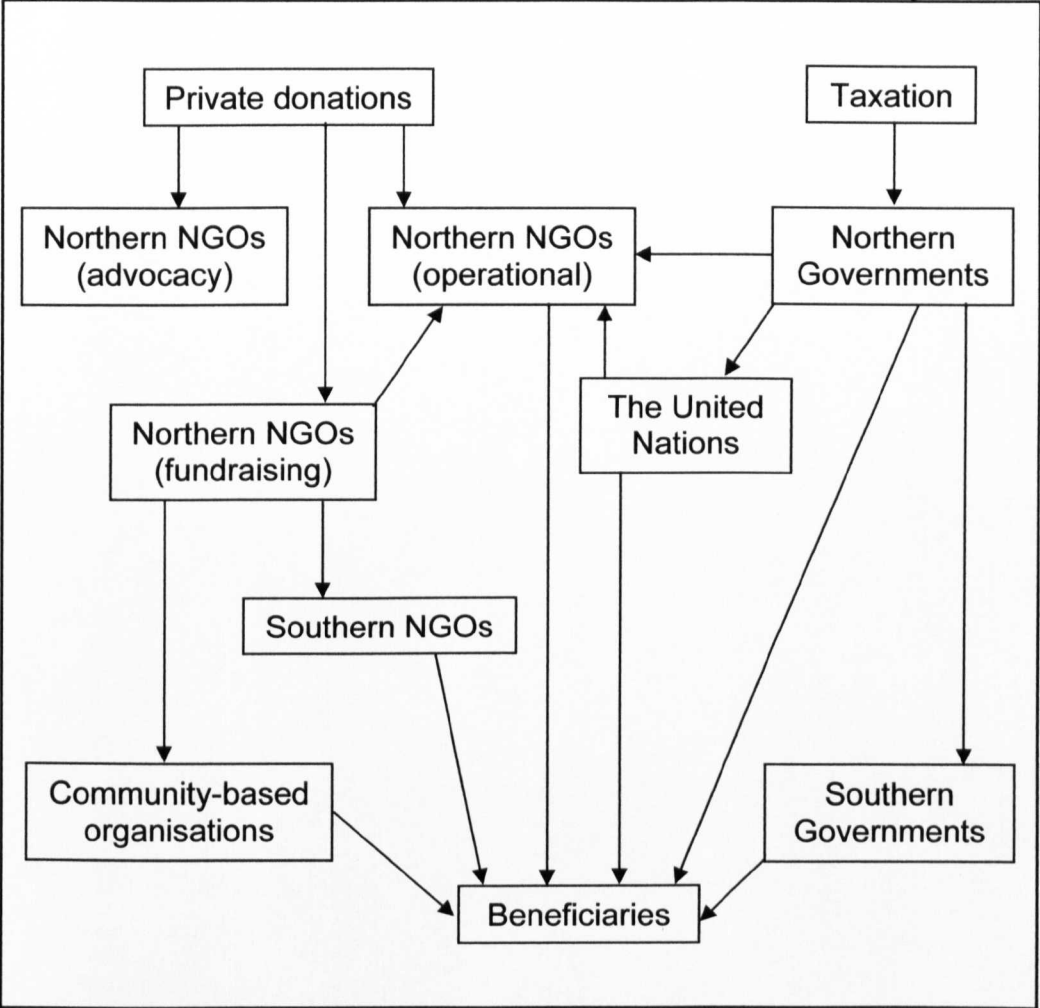 Private donations
Taxation
Northern NGOs
(advocacy)
Northern NGOs
(operational)
Northern
Governments
The United
Nations
Northern NGOs
(fundraising)
Southern NGOs
Community-based
organisations
Southern
Governments
Beneficiaries